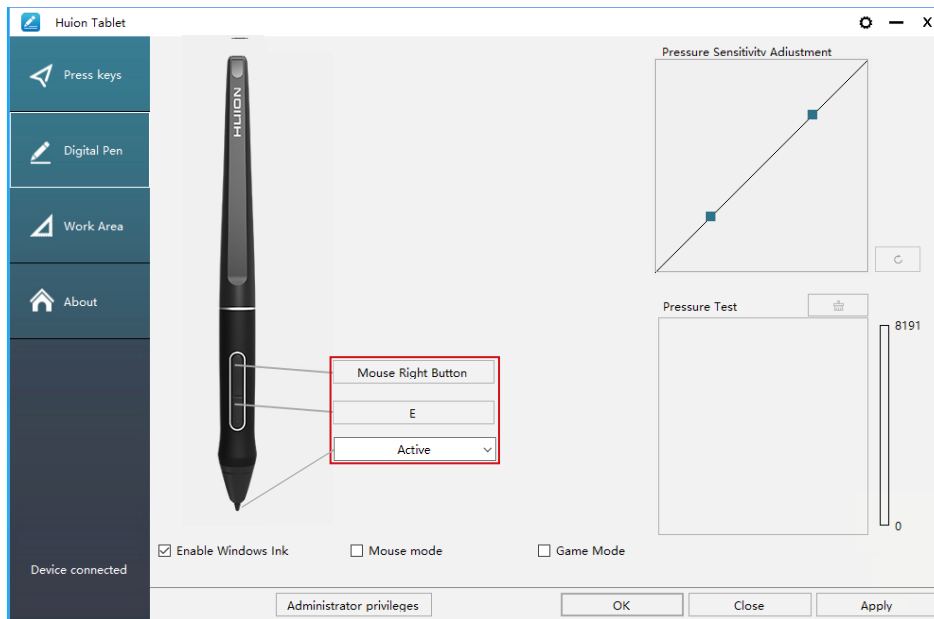 Huion Tablet
Press keys
Digital Pen
Work Area
About
Device connected
HUION
Mouse Right Button
E
Active
Pressure Sensitivity Adjustment
Pressure Test
8191
0
Enable Windows Ink
Mouse mode
Game Mode
Administrator privileges
OK
Close
Apply